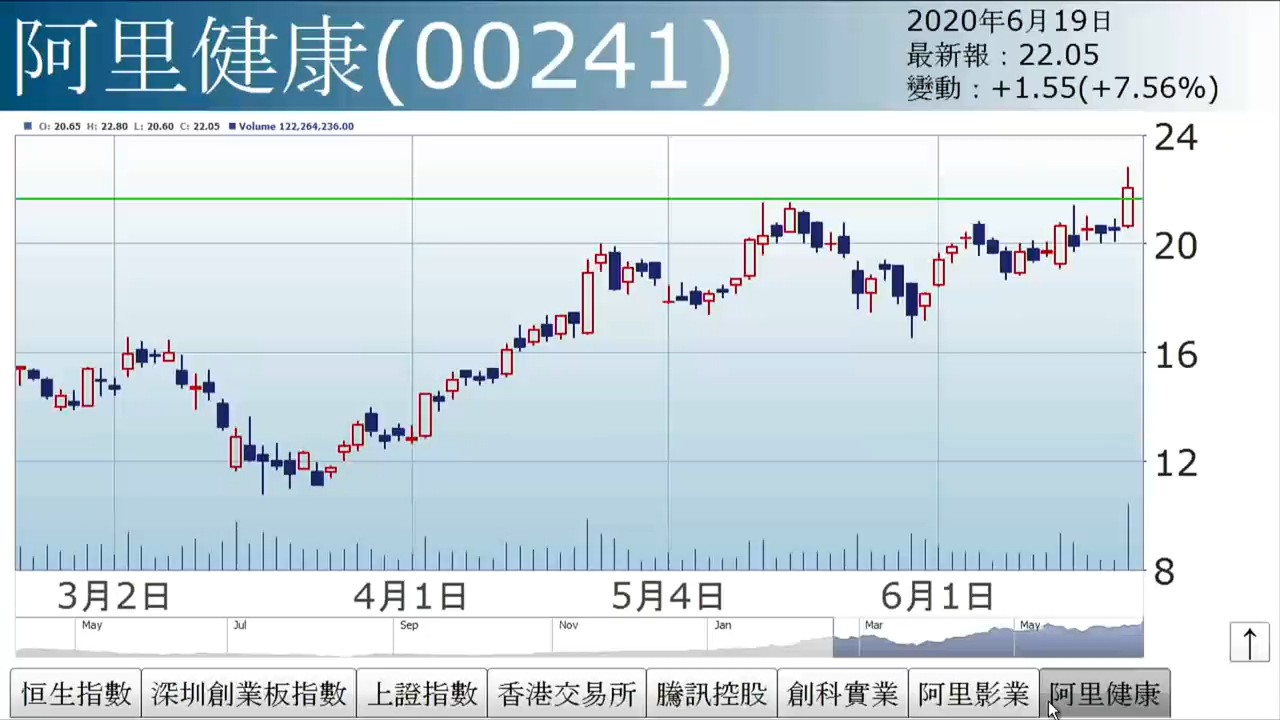 阿里健康(00241)
2020年6月19日
最新報：22.05
變動：+1.55(+7.56%)
O: 20.65 H: 22.80 L: 20.60 C: 22.05 Volume 122,264,236.00
24
20
16
12
8
3月2日 4月1日 5月4日 6月1日
May Jul Sep Nov Jan Mar May
↑
恒生指數 深圳創業板指數 上證指數 香港交易所 騰訊控股 創科實業 阿里影業 阿里健康